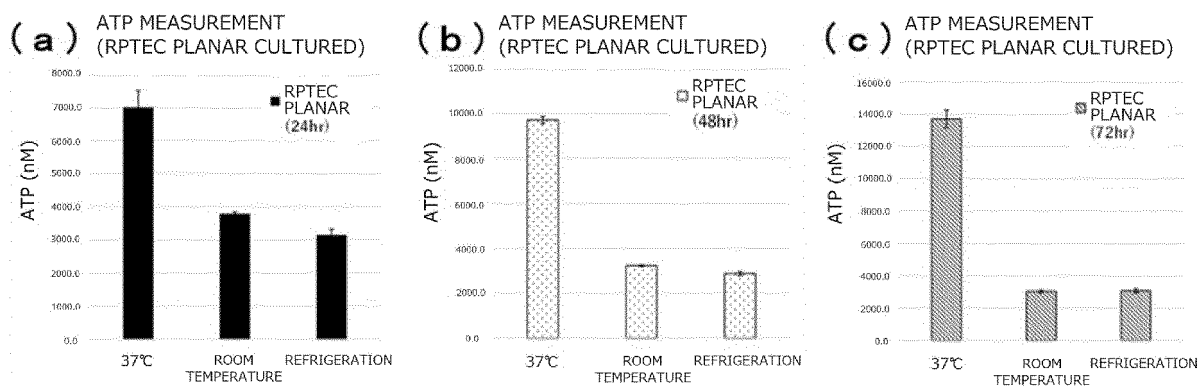 (a)
ATP MEASUREMENT
(RPTEC PLANAR CULTURED)
8000.0
7000.0
6000.0
5000.0
4000.0
3000.0
2000.0
1000.0
0.0
ATP (nM)
RPTEC
PLANAR
(24hr)
37℃
ROOM
TEMPERATURE
REFRIGERATION
(b)
ATP MEASUREMENT
(RPTEC PLANAR CULTURED)
12000.0
10000.0
8000.0
6000.0
4000.0
2000.0
0.0
ATP (nM)
RPTEC
PLANAR
(48hr)
37℃
ROOM
TEMPERATURE
REFRIGERATION
(c)
ATP MEASUREMENT
(RPTEC PLANAR CULTURED)
16000.0
14000.0
12000.0
10000.0
8000.0
6000.0
4000.0
2000.0
0.0
ATP (nM)
RPTEC
PLANAR
(72hr)
37℃
ROOM
TEMPERATURE
REFRIGERATION